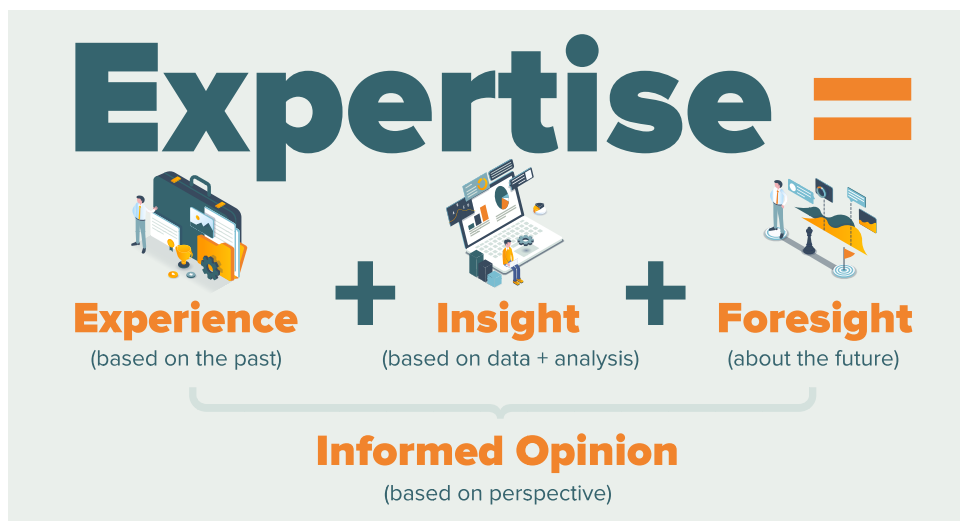 Expertise =
+
+
Experience
Insight
Foresight
(based on the past)
(based on data + analysis)
(about the future)
Informed Opinion
(based on perspective)